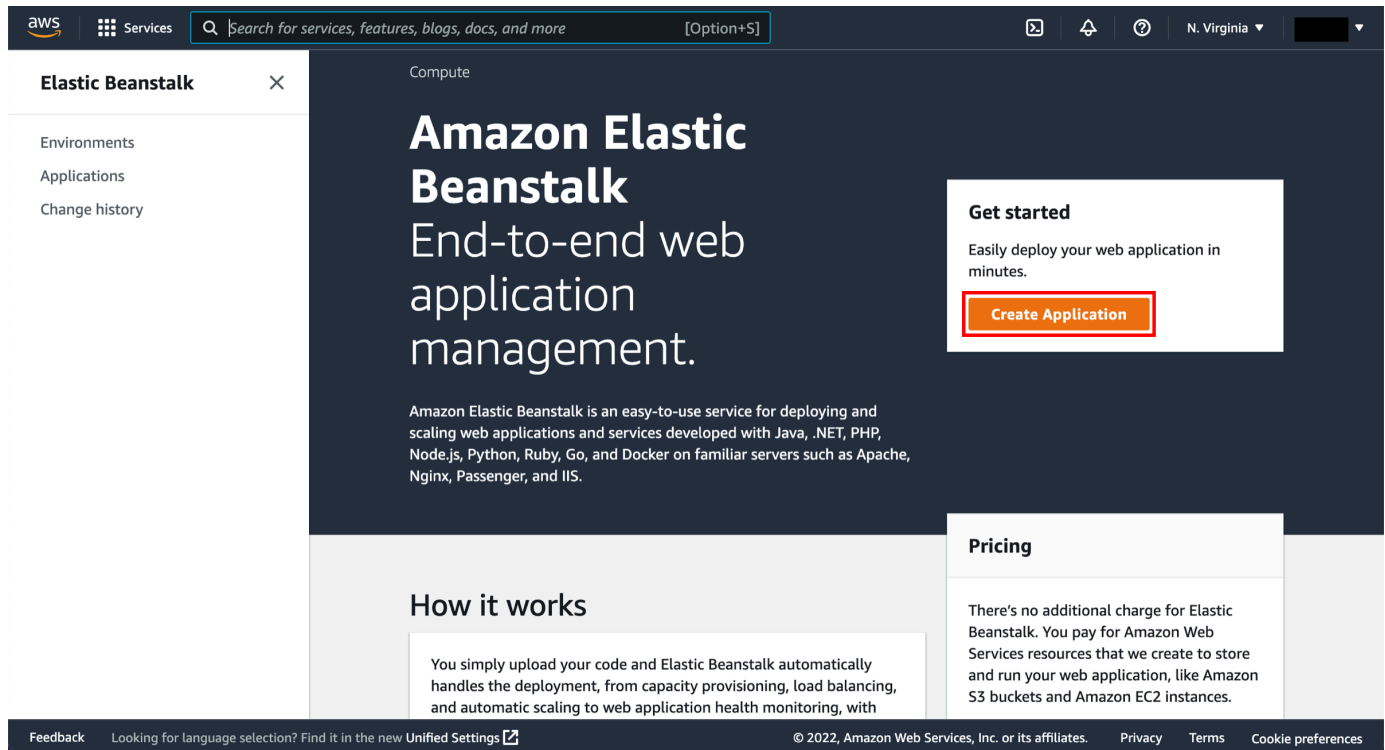 aws
Services
Search for services, features, blogs, docs, and more
[Option+S]
N. Virginia
Elastic Beanstalk
Environments
Applications
Change history
Compute
Amazon Elastic
Beanstalk
End-to-end web
application
management.
Amazon Elastic Beanstalk is an easy-to-use service for deploying and
scaling web applications and services developed with Java, .NET, PHP,
Node.js, Python, Ruby, Go, and Docker on familiar servers such as Apache,
Nginx, Passenger, and IIS.
Get started
Easily deploy your web application in
minutes.
Create Application
How it works
You simply upload your code and Elastic Beanstalk automatically
handles the deployment, from capacity provisioning, load balancing,
and automatic scaling to web application health monitoring, with
Pricing
There's no additional charge for Elastic
Beanstalk. You pay for Amazon Web
Services resources that we create to store
and run your web application, like Amazon
S3 buckets and Amazon EC2 instances.
Feedback
Looking for language selection? Find it in the new Unified Settings
© 2022, Amazon Web Services, Inc. or its affiliates.
Privacy
Terms
Cookie preferences